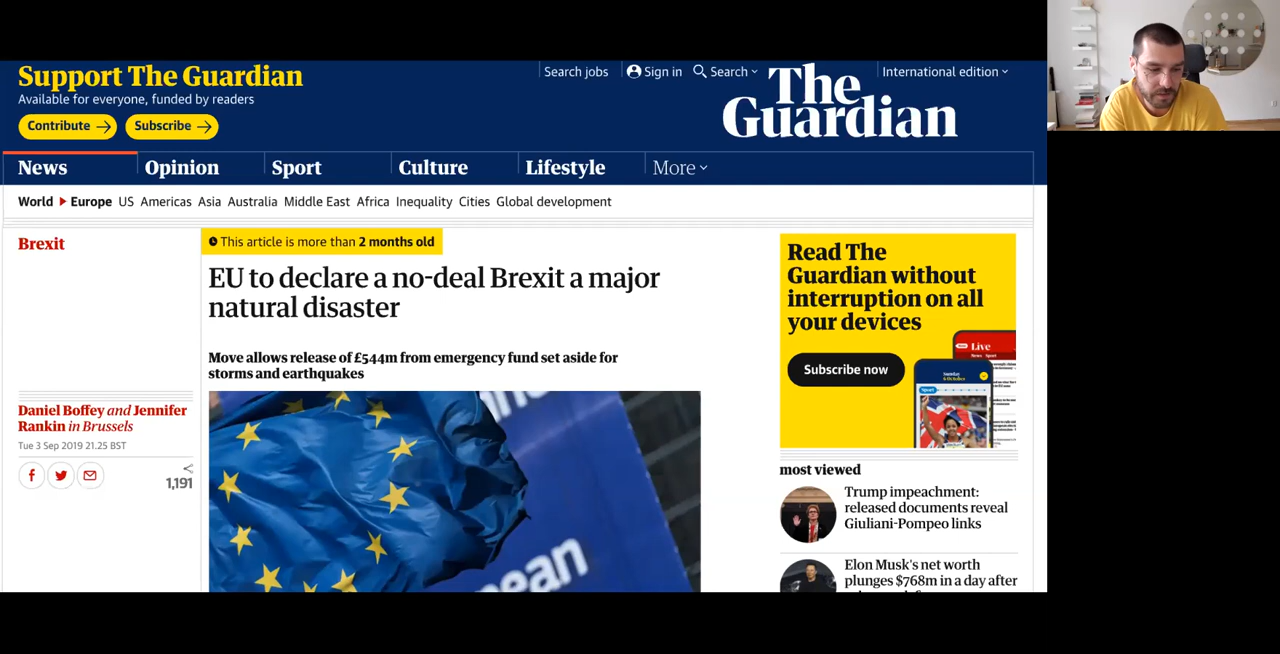 Support The Guardian
Available for everyone, funded by readers
Contribute →
Subscribe →
Search jobs
Sign in
Search
The
Guardian
International edition
News
Opinion
Sport
Culture
Lifestyle
More
World
Europe
US
Americas
Asia
Australia
Middle East
Africa
Inequality
Cities
Global development
Brexit
This article is more than 2 months old
EU to declare a no-deal Brexit a major
natural disaster
Move allows release of £544m from emergency fund set aside for
storms and earthquakes
Daniel Boffey and Jennifer
Rankin in Brussels
Tue 3 Sep 2019 21.25 BST
1,191
ean
Read The
Guardian without
interruption on all
your devices
Subscribe now
Live
most viewed
Trump impeachment:
released documents reveal
Giuliani-Pompeo links
Elon Musk's net worth
plunges $768m in a day after